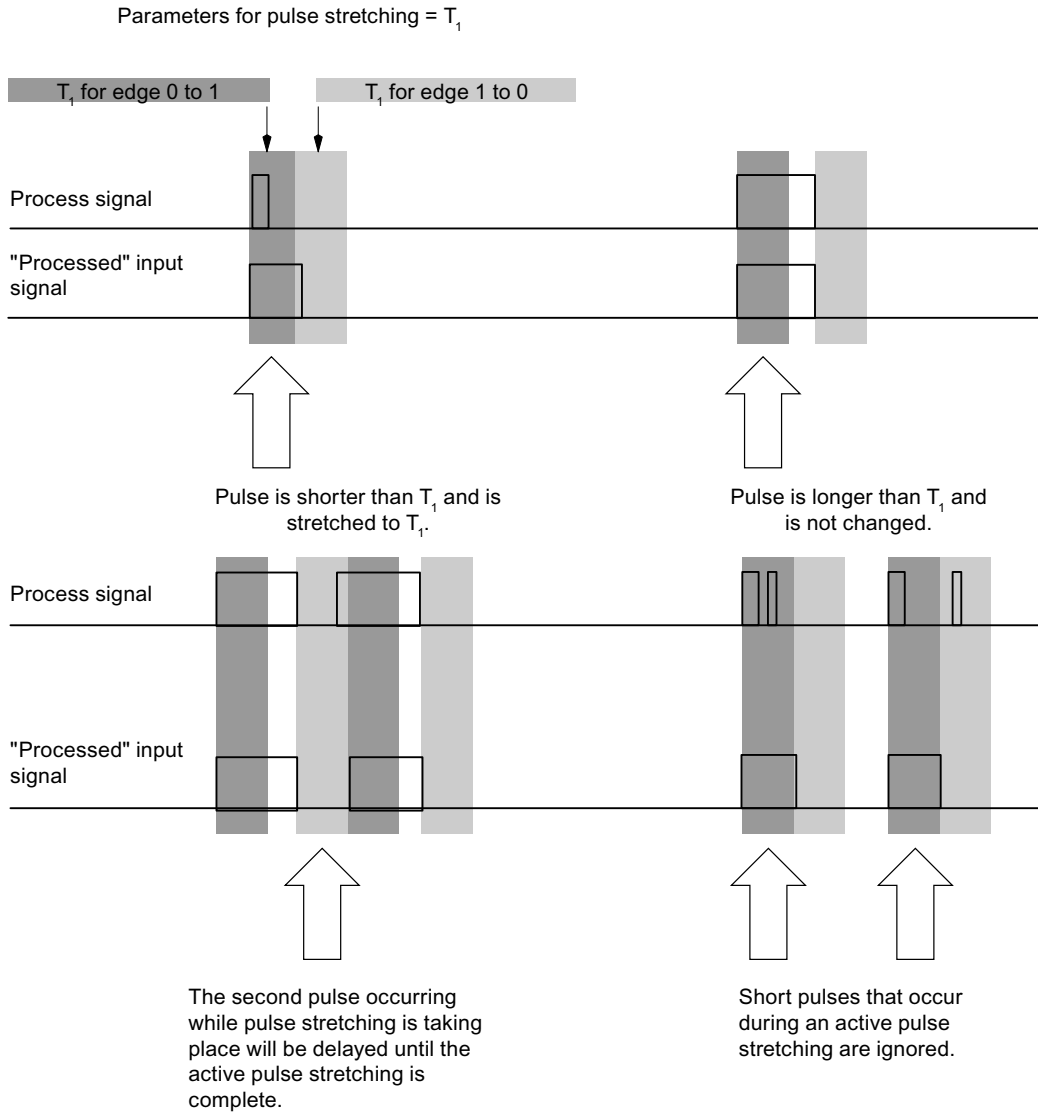 Parameters for pulse stretching = T₁
T₁ for edge 0 to 1
T₁ for edge 1 to 0
Process signal
"Processed" input
signal
Pulse is shorter than T₁ and is
stretched to T₁.
Pulse is longer than T₁ and
is not changed.
Process signal
"Processed" input
signal
The second pulse occurring
while pulse stretching is taking
place will be delayed until the
active pulse stretching is
complete.
Short pulses that occur
during an active pulse
stretching are ignored.